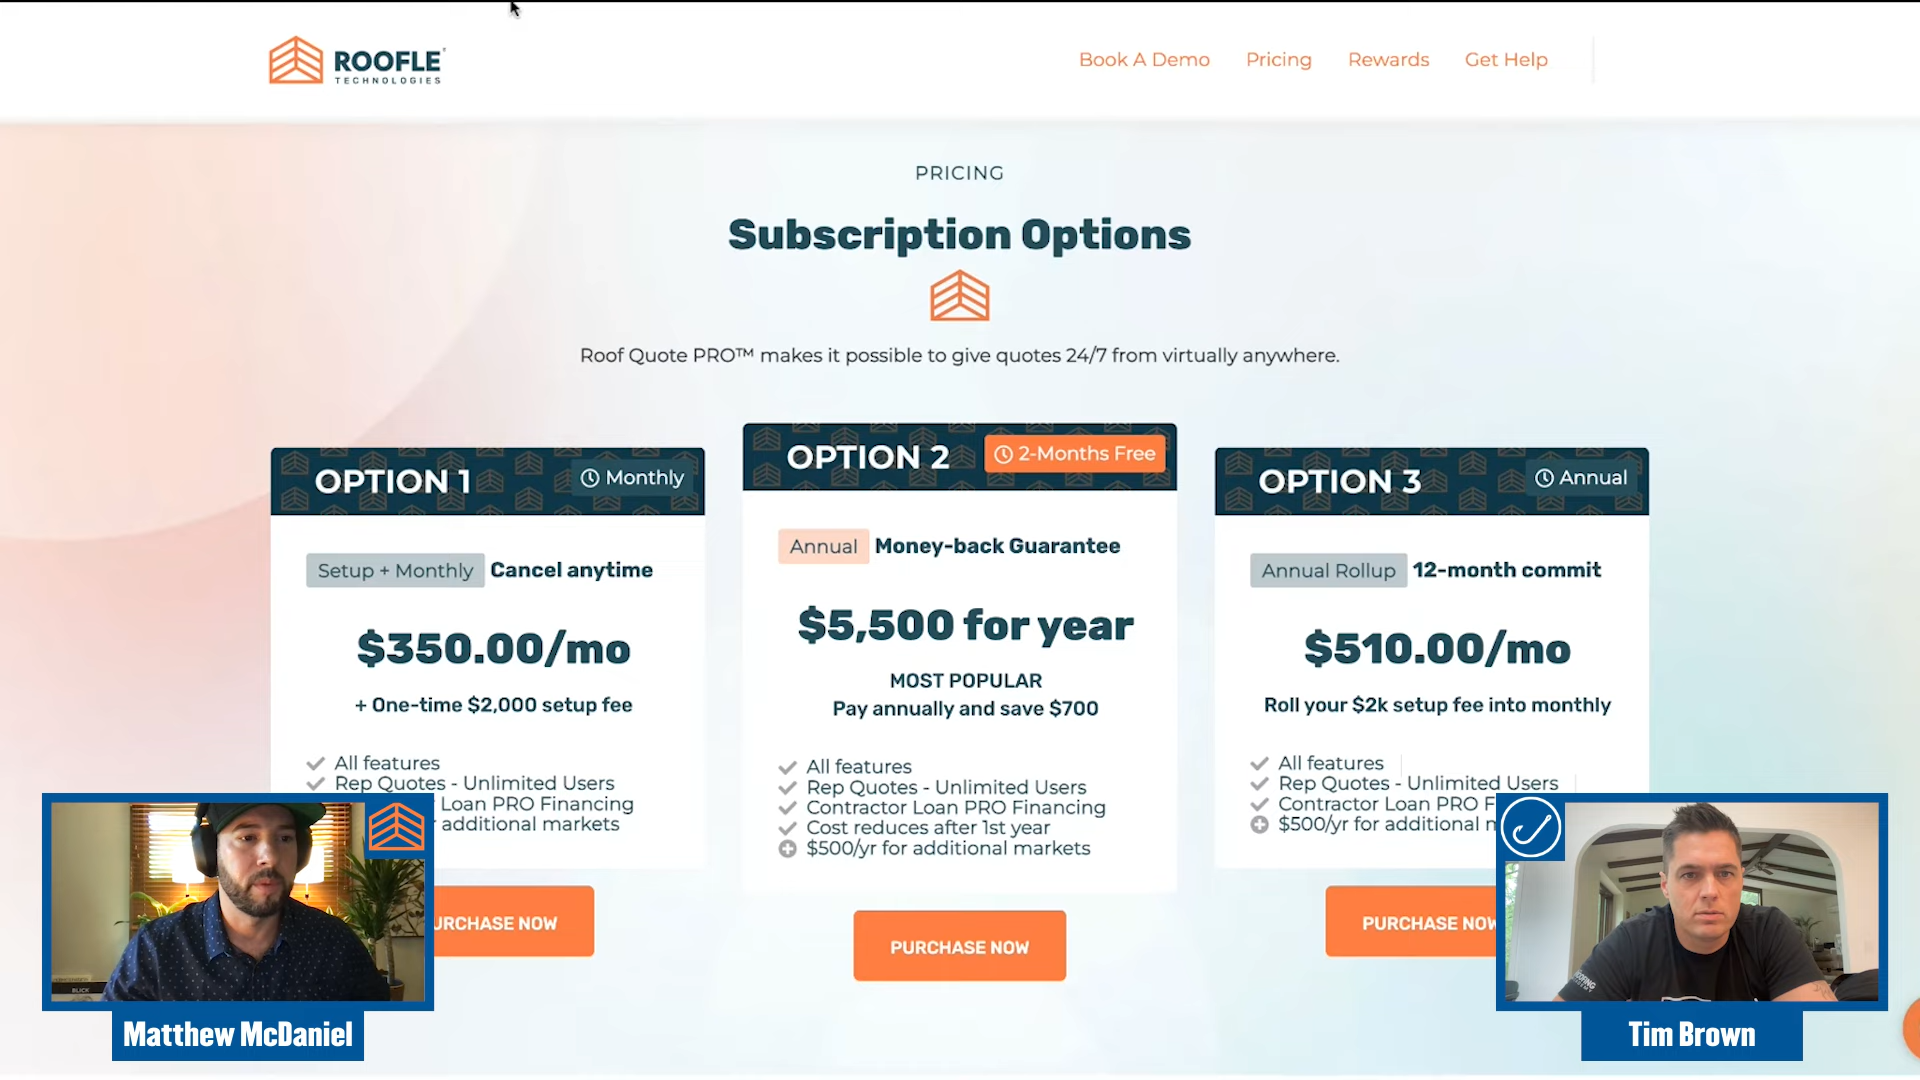 ROOFLE
TECHNOLOGIES
Book A Demo
Pricing
Rewards
Get Help
PRICING
Subscription Options
Roof Quote PRO™ makes it possible to give quotes 24/7 from virtually anywhere.
OPTION 1
Monthly
Setup + Monthly Cancel anytime
$350.00/mo
+ One-time $2,000 setup fee
All features
Rep Quotes - Unlimited Users
Loan PRO Financing
additional markets
URCHASE NOW
OPTION 2
2-Months Free
Annual Money-back Guarantee
$5,500 for year
MOST POPULAR
Pay annually and save $700
All features
Rep Quotes - Unlimited Users
Contractor Loan PRO Financing
Cost reduces after 1st year
$500/yr for additional markets
PURCHASE NOW
OPTION 3
Annual
Annual Rollup 12-month commit
$510.00/mo
Roll your $2k setup fee into monthly
All features
Rep Quotes - Unlimited Users
Contractor Loan PRO F
$500/yr for additional m
PURCHASE NOW
BLICK
Matthew McDaniel
ROOFING
Tim Brown